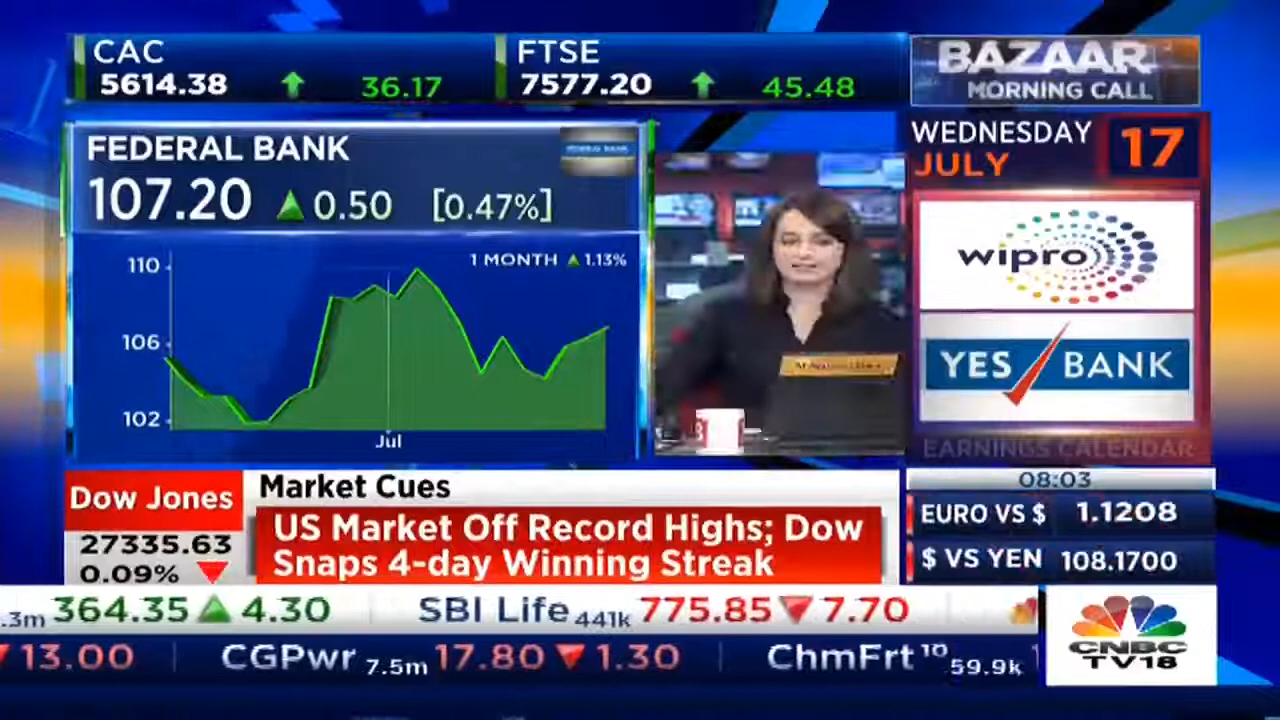 CAC
5614.38 36.17
FTSE
7577.20 45.48
BAZAAR
MORNING CALL
FEDERAL BANK
FEDERAL BANK
107.20 0.50 [0.47%]
1 MONTH 1.13%
110
106
102
Jul
WEDNESDAY
JULY 17
wipro
YES BANK
EARNINGS CALENDAR
08:03
EURO VS $ 1.1208
$ VS YEN 108.1700
Dow Jones
27335.63
0.09%
Market Cues
US Market Off Record Highs; Dow
Snaps 4-day Winning Streak
.3m 364.35 4.30 SBI Life 441k 775.85 7.70
13.00 CGPwr 7.5m 17.80 1.30 ChmFrt 10 59.9k
CNBC
TV18